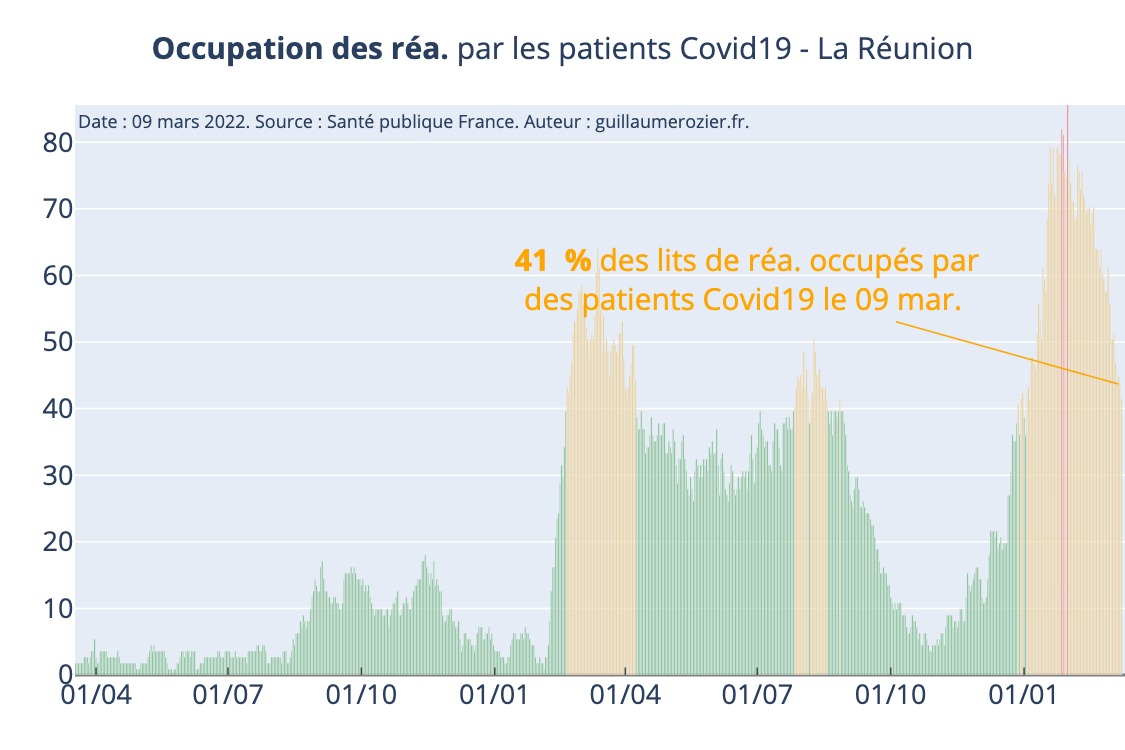 Occupation des réa. par les patients Covid19 - La Réunion
Date : 09 mars 2022. Source : Santé publique France. Auteur : guillaumerozier.fr.
80
70
60
50
40
30
20
10
0
41 % des lits de réa. occupés par
des patients Covid19 le 09 mar.
01/04 01/07 01/10 01/01 01/04 01/07 01/10 01/01